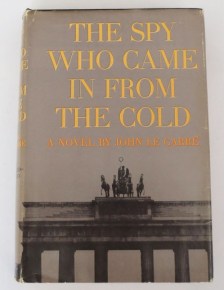 THE SPY
WHO CAME
IN FROM
THE COLD
A NOVEL BY JOHN LE CARRÉ